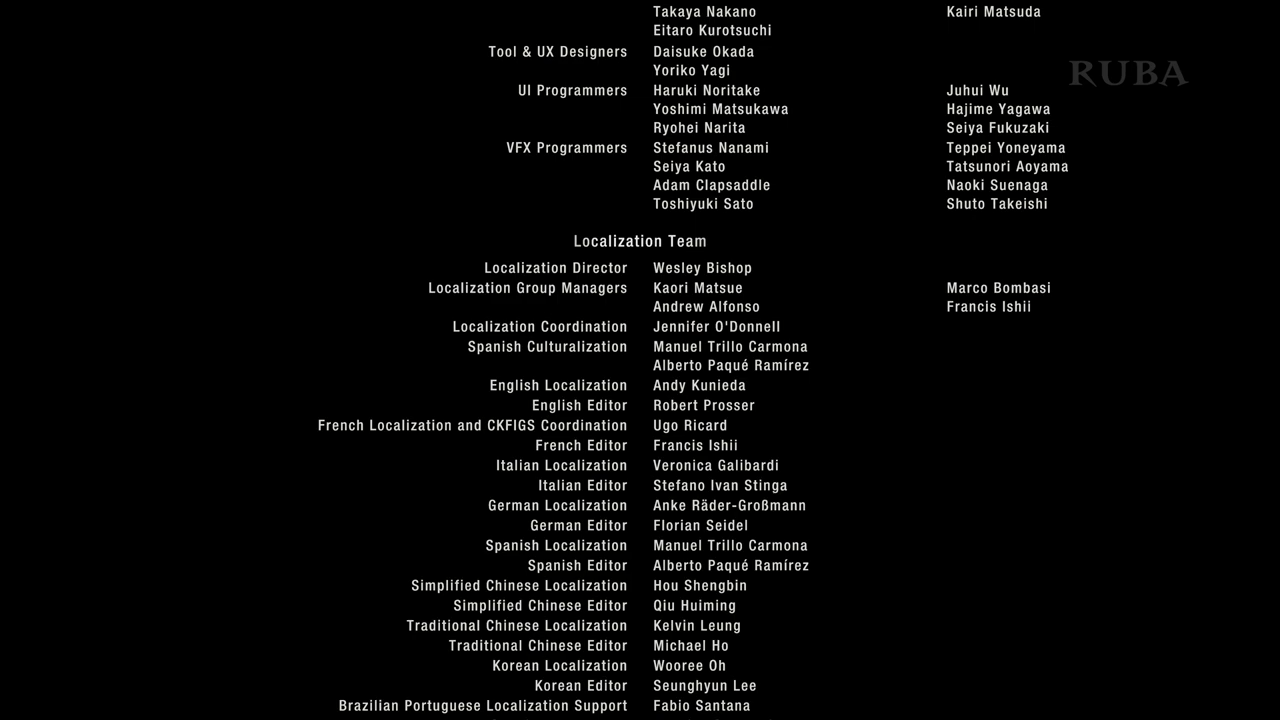 Takaya Nakano Kairi Matsuda
Eitaro Kurotsuchi
Tool & UX Designers Daisuke Okada
Yoriko Yagi
RUBA
UI Programmers Haruki Noritake Juhui Wu
Yoshimi Matsukawa Hajime Yagawa
Ryohei Narita Seiya Fukuzaki
VFX Programmers Stefanus Nanami Teppei Yoneyama
Seiya Kato Tatsunori Aoyama
Adam Clapsaddle Naoki Suenaga
Toshiyuki Sato Shuto Takeishi
Localization Team
Localization Director Wesley Bishop
Localization Group Managers Kaori Matsue Marco Bombasi
Andrew Alfonso Francis Ishii
Localization Coordination Jennifer O'Donnell
Spanish Culturalization Manuel Trillo Carmona
Alberto Paqué Ramírez
English Localization Andy Kunieda
English Editor Robert Prosser
French Localization and CKFIGS Coordination Ugo Ricard
French Editor Francis Ishii
Italian Localization Veronica Galibardi
Italian Editor Stefano Ivan Stinga
German Localization Anke Räder-Großmann
German Editor Florian Seidel
Spanish Localization Manuel Trillo Carmona
Spanish Editor Alberto Paqué Ramírez
Simplified Chinese Localization Hou Shengbin
Simplified Chinese Editor Qiu Huiming
Traditional Chinese Localization Kelvin Leung
Traditional Chinese Editor Michael Ho
Korean Localization Wooree Oh
Korean Editor Seunghyun Lee
Brazilian Portuguese Localization Support Fabio Santana